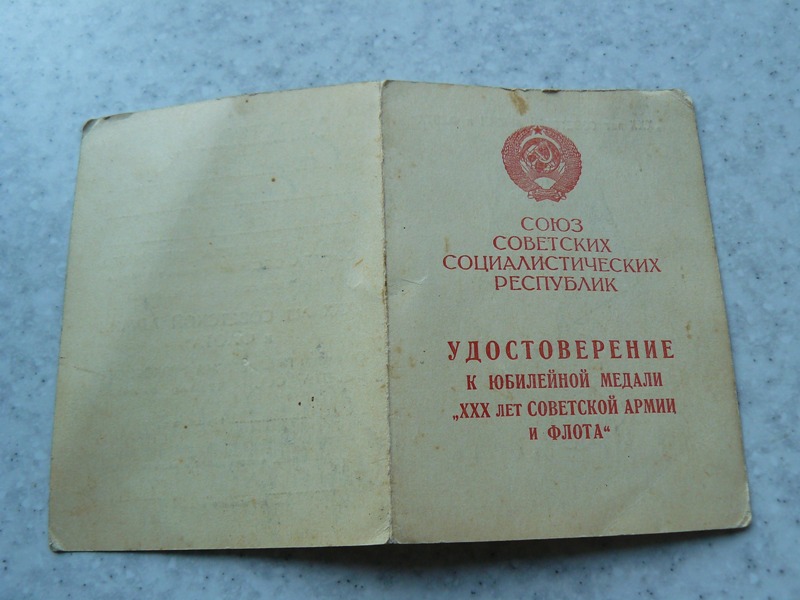 СОЮЗ
СОВЕТСКИХ
СОЦИАЛИСТИЧЕСКИХ
РЕСПУБЛИК
УДОСТОВЕРЕНИЕ
К ЮБИЛЕЙНОЙ МЕДАЛИ
„XXX ЛЕТ СОВЕТСКОЙ АРМИИ
И ФЛОТА“